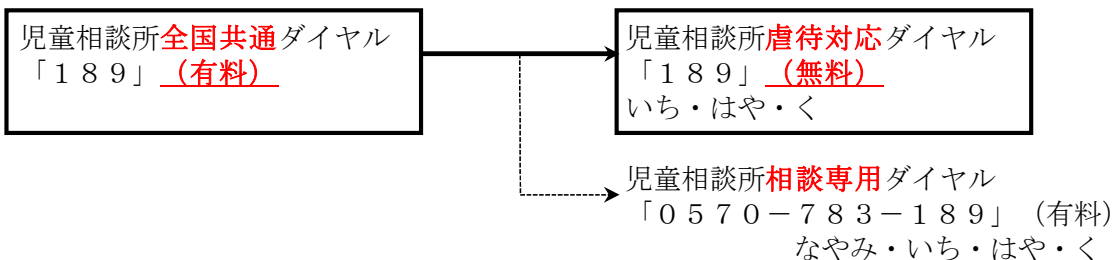 児童相談所全国共通ダイヤル
「１８９」（有料）
児童相談所虐待対応ダイヤル
「１８９」（無料）
いち・はや・く
児童相談所相談専用ダイヤル
「０５７０－７８３－１８９」（有料）
なやみ・いち・はや・く